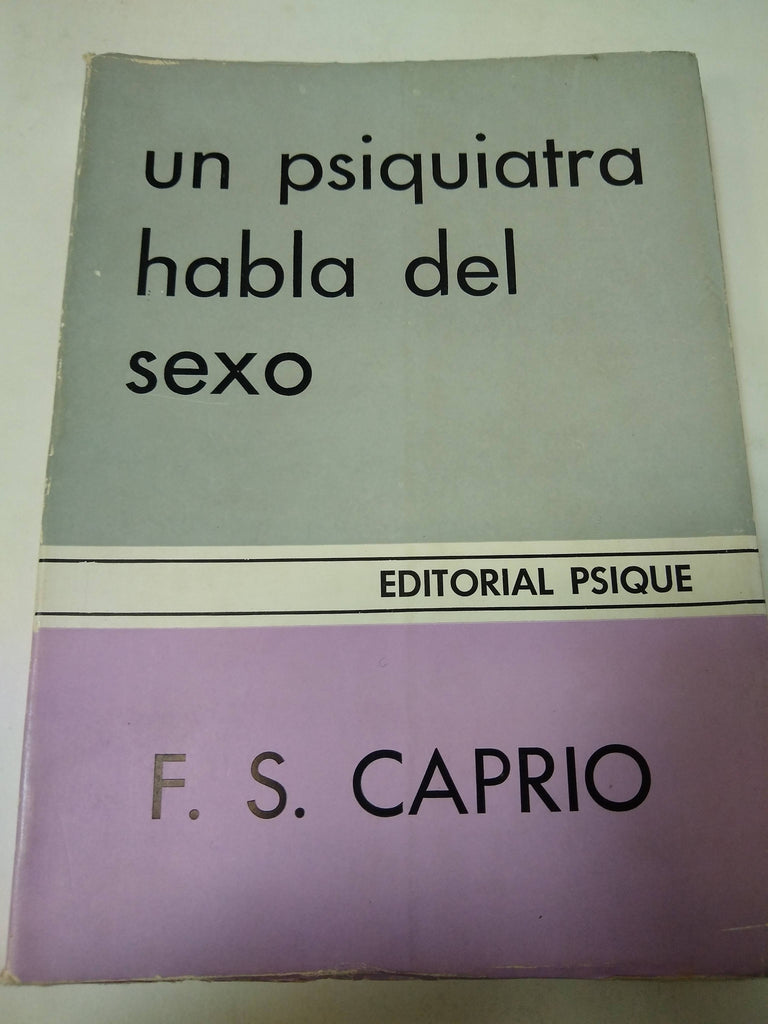 un psiquiatra
habla del
sexo
EDITORIAL PSIQUE
F. S. CAPRIO